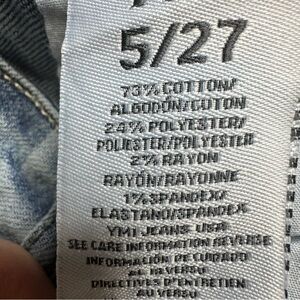 5/27
73% COTTON/
ALGODÓN/COTON
24% POLYESTER/
POLIESTER/POLYESTER
2% RAYON
RAYÓN/RAYONNE
1% SPANDEX/
ELASTANO/SPANDEX
YMI JEANS USA
SEE CARE INFORMATION REVERSE
INFORMACIÓN DE CUIDADO
AL REVERSO
DIRECTIVES D'ENTRETIEN
AU VERSO